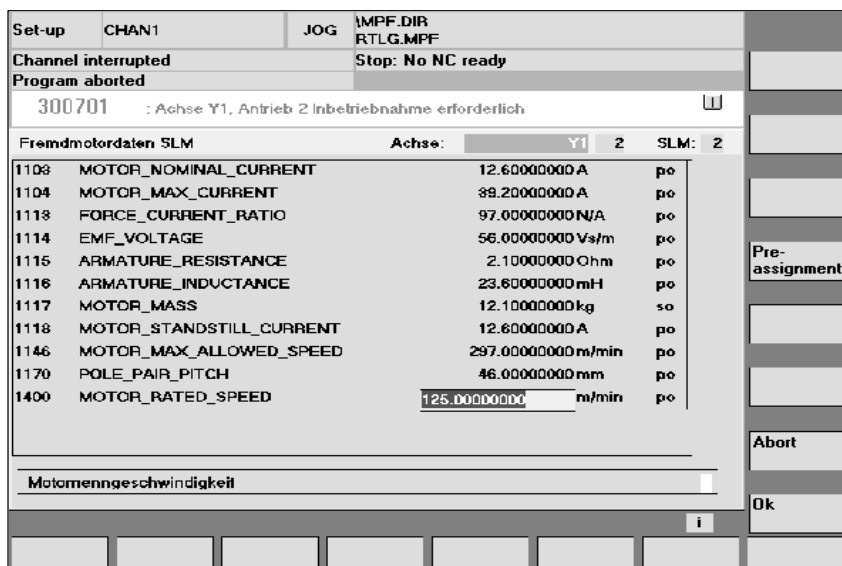 Set-up CHAN1 JOG \MPF.DIR
RTLG.MPF
Channel interrupted Stop: No NC ready
Program aborted
300701 : Achse Y1, Antrieb 2 Inbetriebnahme erforderlich
Fremdmotordaten SLM Achse: Y1 2 SLM: 2
1103 MOTOR_NOMINAL_CURRENT 12.60000000 A po
1104 MOTOR_MAX_CURRENT 39.20000000 A po
1113 FORCE_CURRENT_RATIO 97.00000000 N/A po
1114 EMF_VOLTAGE 56.00000000 Vs/m po
1115 ARMATURE_RESISTANCE 2.10000000 Ohm po
1116 ARMATURE_INDUCTANCE 23.60000000 mH po
1117 MOTOR_MASS 12.10000000 kg so
1118 MOTOR_STANDSTILL_CURRENT 12.60000000 A po
1146 MOTOR_MAX_ALLOWED_SPEED 297.00000000 m/min po
1170 POLE_PAIR_PITCH 46.00000000 mm po
1400 MOTOR_RATED_SPEED 125.00000000 m/min po
Motornenngeschwindigkeit
i
Pre-
assignment
Abort
Ok